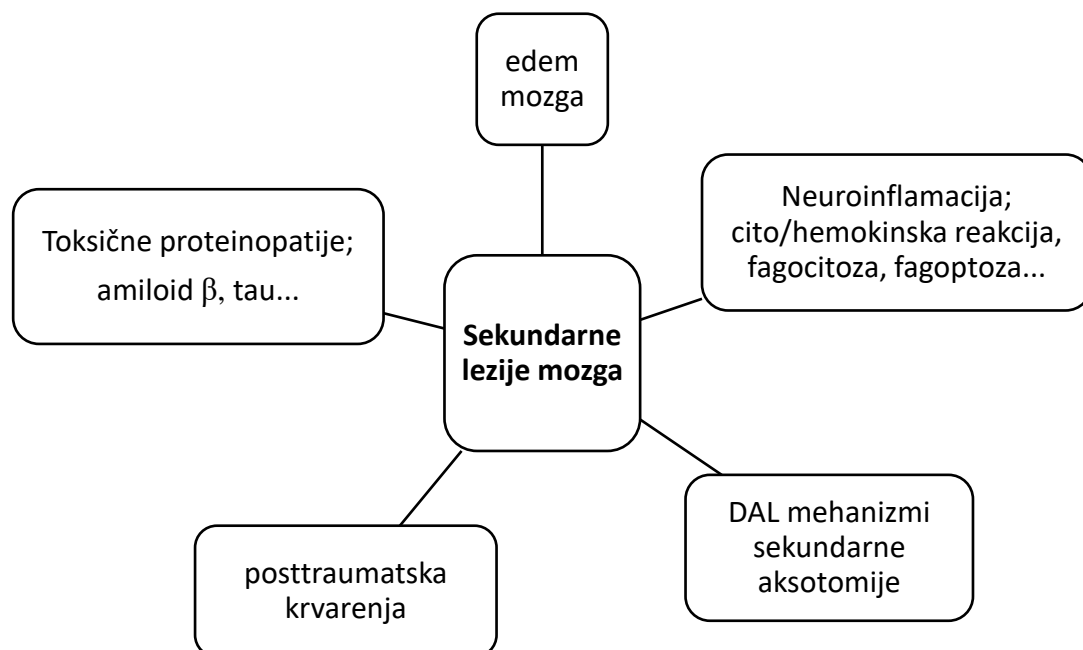 edem
mozga
Neuroinflamacija;
cito/hemokinska reakcija,
fagocitoza, fagoptoza...
Toksične proteinopatije;
amiloid β, tau...
Sekundarne
lezije mozga
DAL mehanizmi
sekundarne
aksotomije
posttraumatska
krvarenja